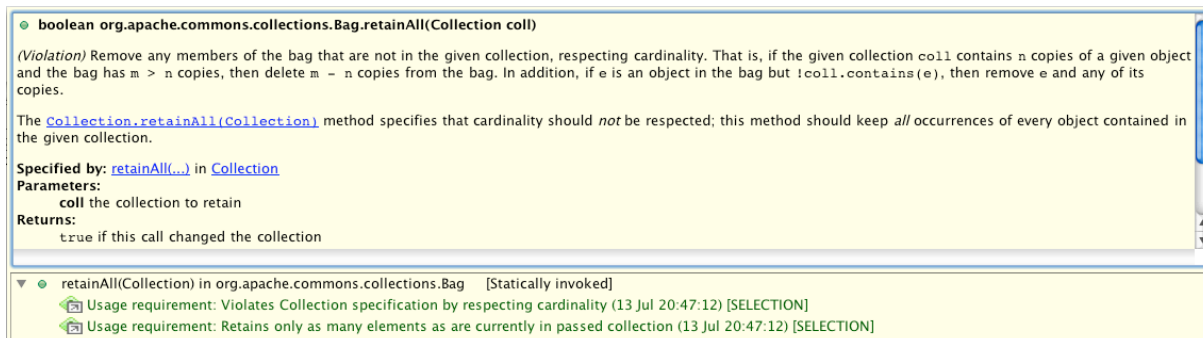 boolean org.apache.commons.collections.Bag.retainAll(Collection coll)
(Violation) Remove any members of the bag that are not in the given collection, respecting cardinality. That is, if the given collection coll contains n copies of a given object
and the bag has m > n copies, then delete m - n copies from the bag. In addition, if e is an object in the bag but !coll.contains(e), then remove e and any of its
copies.
The Collection.retainAll(Collection) method specifies that cardinality should not be respected; this method should keep all occurrences of every object contained in
the given collection.
Specified by: retainAll(...) in Collection
Parameters:
coll the collection to retain
Returns:
true if this call changed the collection
retainAll(Collection) in org.apache.commons.collections.Bag [Statically invoked]
Usage requirement: Violates Collection specification by respecting cardinality (13 Jul 20:47:12) [SELECTION]
Usage requirement: Retains only as many elements as are currently in passed collection (13 Jul 20:47:12) [SELECTION]